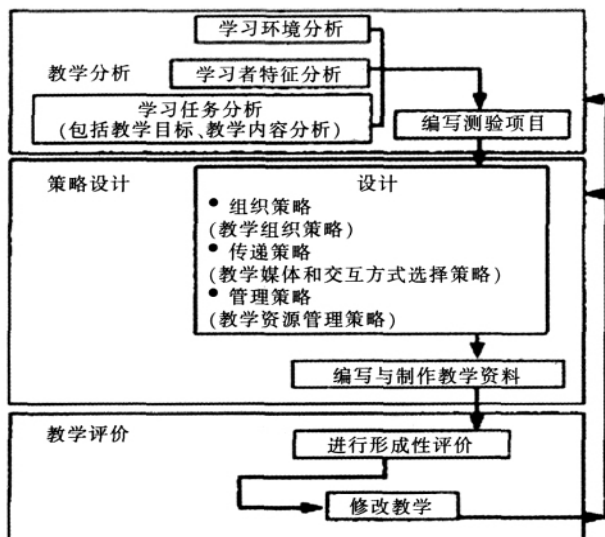 学习环境分析
教学分析
学习者特征分析
学习任务分析
(包括教学目标、教学内容分析)
编写测验项目
策略设计
设计
• 组织策略
(教学组织策略)
• 传递策略
(教学媒体和交互方式选择策略)
• 管理策略
(教学资源管理策略)
编写与制作教学资料
教学评价
进行形成性评价
修改教学